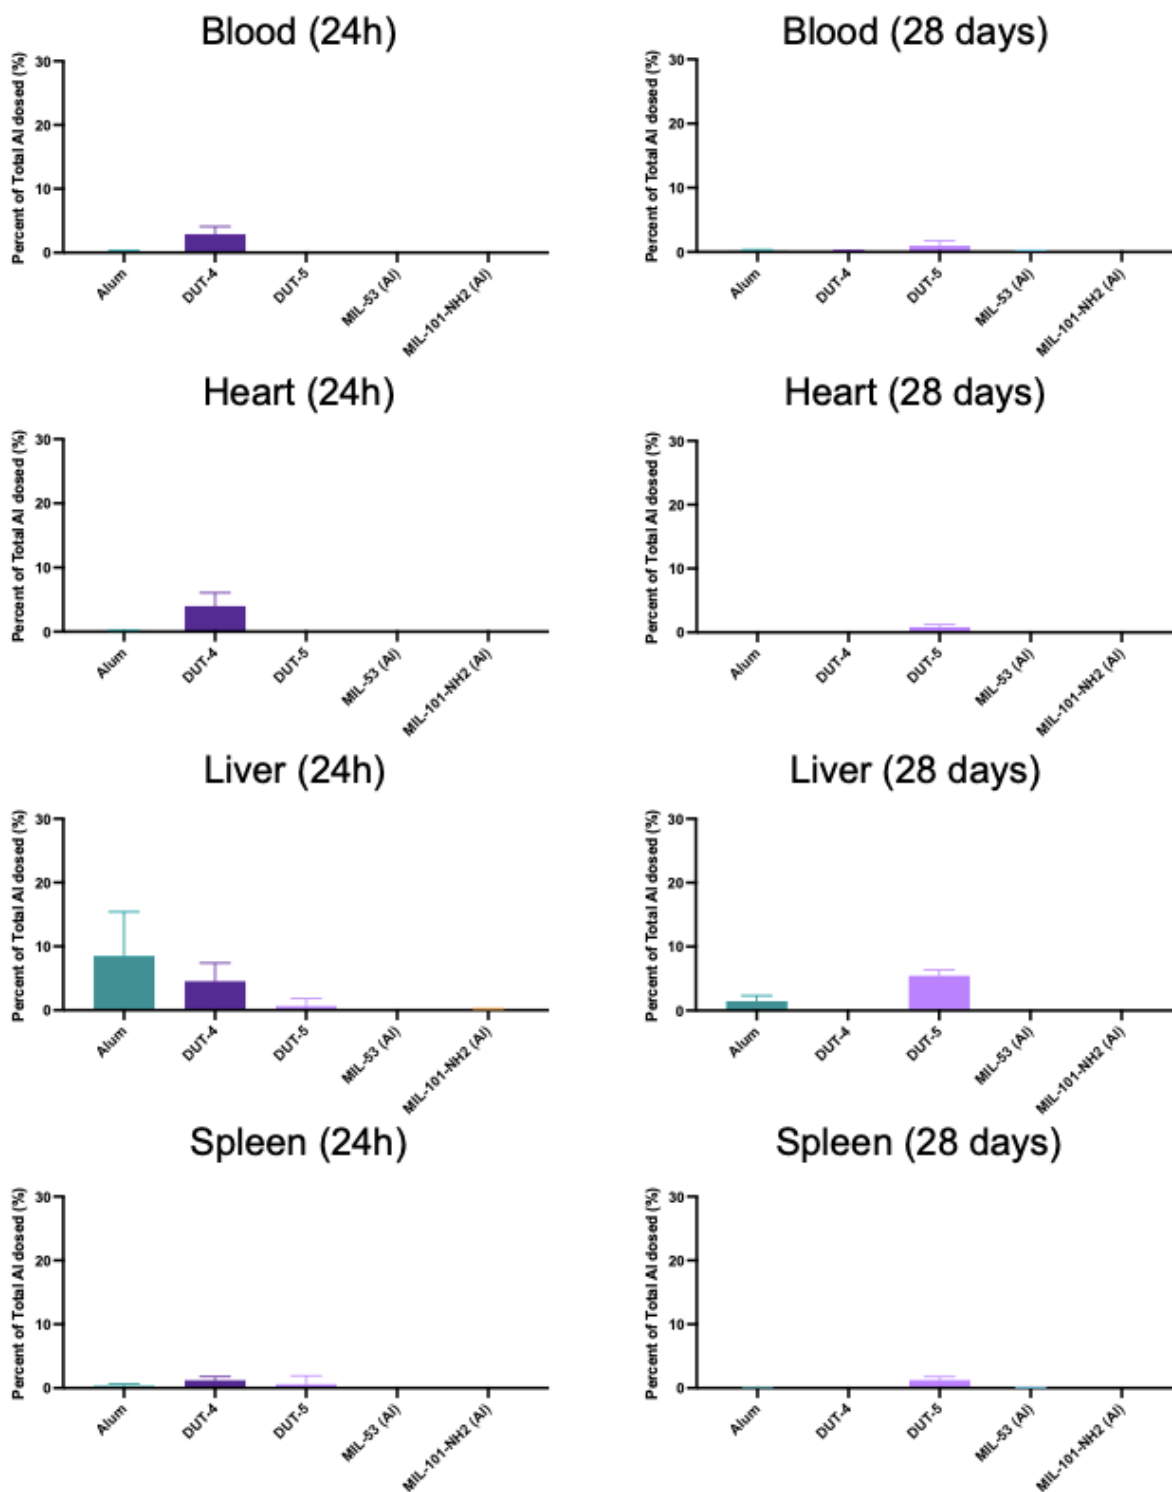 Blood (24h)
Percent of Total Al dosed (%)
30
20
10
0
Alum
DUT-4
DUT-5
MIL-53 (Al)
MIL-101-NH2 (Al)
Blood (28 days)
Percent of Total Al dosed (%)
30
20
10
0
Alum
DUT-4
DUT-5
MIL-53 (Al)
MIL-101-NH2 (Al)
Heart (24h)
Percent of Total Al dosed (%)
30
20
10
0
Alum
DUT-4
DUT-5
MIL-53 (Al)
MIL-101-NH2 (Al)
Heart (28 days)
Percent of Total Al dosed (%)
30
20
10
0
Alum
DUT-4
DUT-5
MIL-53 (Al)
MIL-101-NH2 (Al)
Liver (24h)
Percent of Total Al dosed (%)
30
20
10
0
Alum
DUT-4
DUT-5
MIL-53 (Al)
MIL-101-NH2 (Al)
Liver (28 days)
Percent of Total Al dosed (%)
30
20
10
0
Alum
DUT-4
DUT-5
MIL-53 (Al)
MIL-101-NH2 (Al)
Spleen (24h)
Percent of Total Al dosed (%)
30
20
10
0
Alum
DUT-4
DUT-5
MIL-53 (Al)
MIL-101-NH2 (Al)
Spleen (28 days)
Percent of Total Al dosed (%)
30
20
10
0
Alum
DUT-4
DUT-5
MIL-53 (Al)
MIL-101-NH2 (Al)